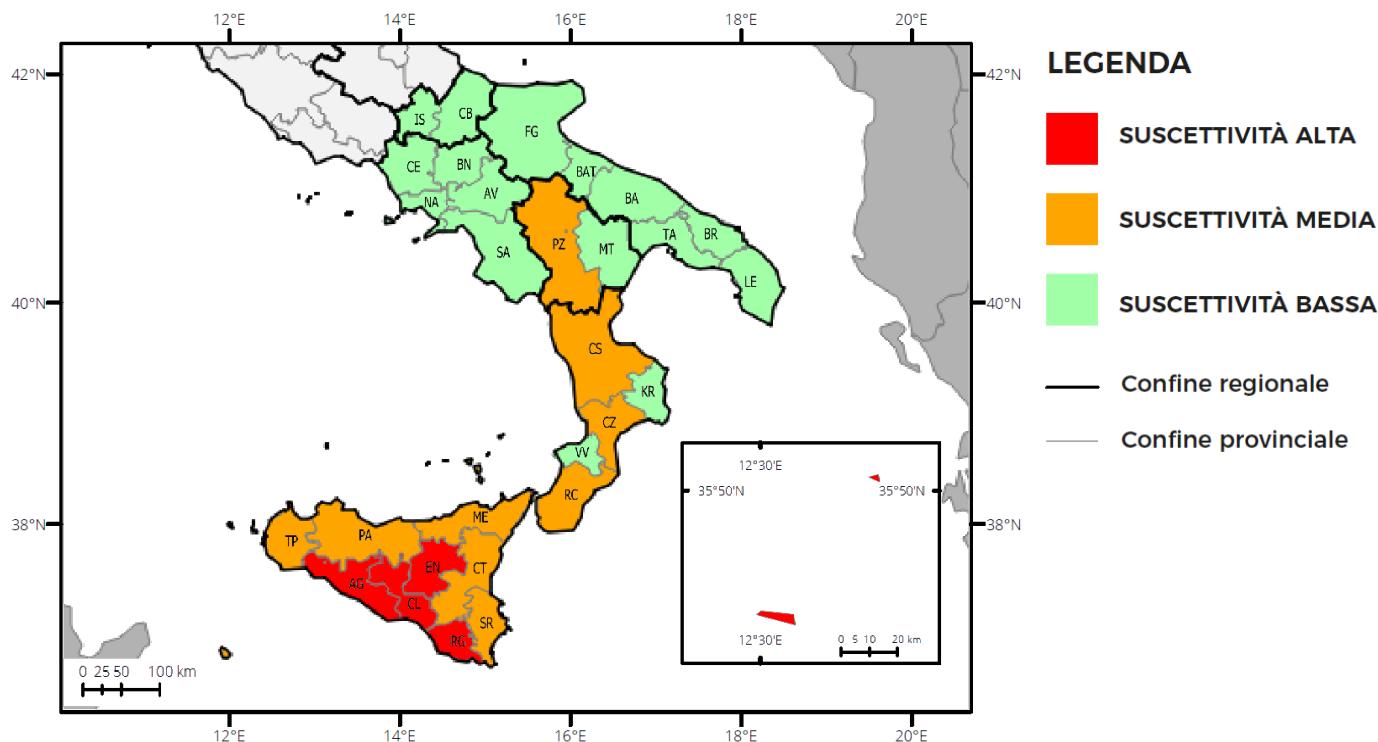 12°E 14°E 16°E 18°E 20°E
42°N 42°N
LEGENDA
SUSCETTIVITÀ ALTA
SUSCETTIVITÀ MEDIA
SUSCETTIVITÀ BASSA
Confine regionale
Confine provinciale
IS CB FG
CE BN AV BAT BA
NA SA PZ MT TA BR LE
40°N 40°N
CS
KR
CZ
VV
RC
38°N 38°N
ME
TP PA
EN CT
AG
CL
SR
RG
12°30'E
35°50'N 35°50'N
12°30'E
0 5 10 20 km
0 25 50 100 km
12°E 14°E 16°E 18°E 20°E